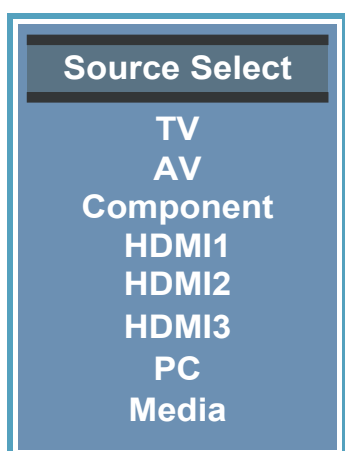 Source Select
TV
AV
Component
HDMI1
HDMI2
HDMI3
PC
Media